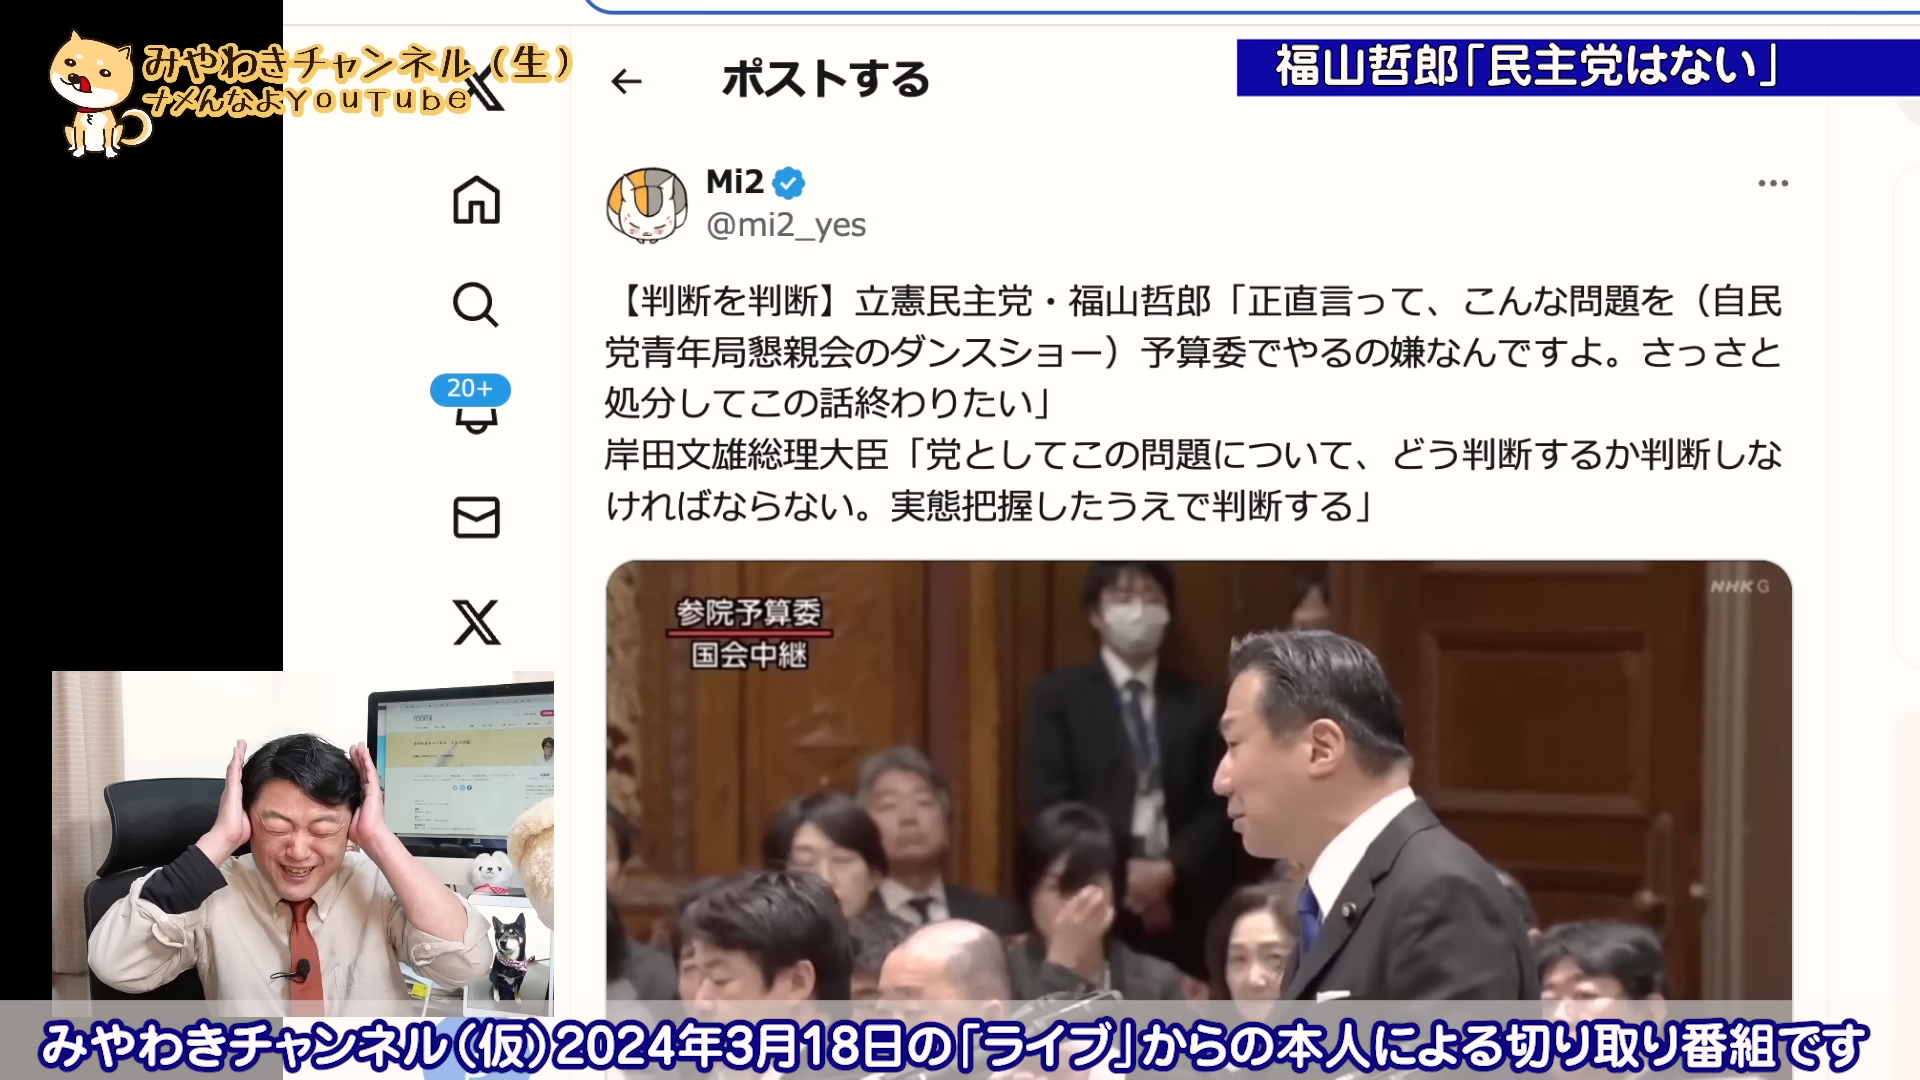 みやわきチャンネル（生）
ナメんなよYouTube
ポストする
福山哲郎「民主党はない」
Mi2
@mi2_yes
20+
【判断を判断】立憲民主党・福山哲郎「正直言って、こんな問題を（自民
党青年局懇親会のダンスショー）予算委でやるの嫌なんですよ。さっさと
処分してこの話終わりたい」
岸田文雄総理大臣「党としてこの問題について、どう判断するか判断しな
ければならない。実態把握したうえで判断する」
参院予算委
国会中継
NHK G
みやわきチャンネル（仮）2024年3月18日の「ライブ」からの本人による切り取り番組です